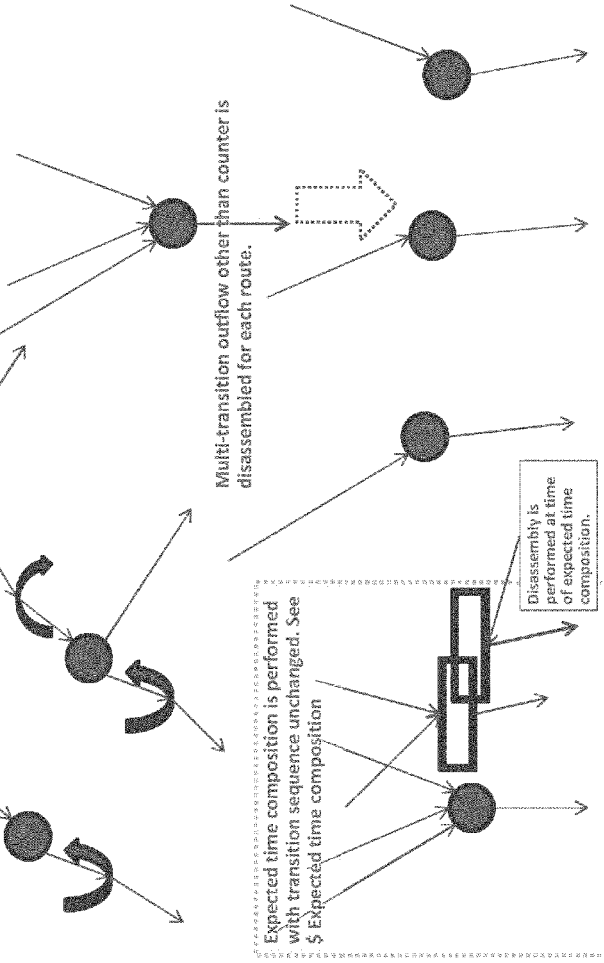 Multi-transition outflow other than counter is
disassembled for each route.
Expected time composition is performed
with transition sequence unchanged. See
$ Expected time composition
Disassembly is
performed at time
of expected time
composition.